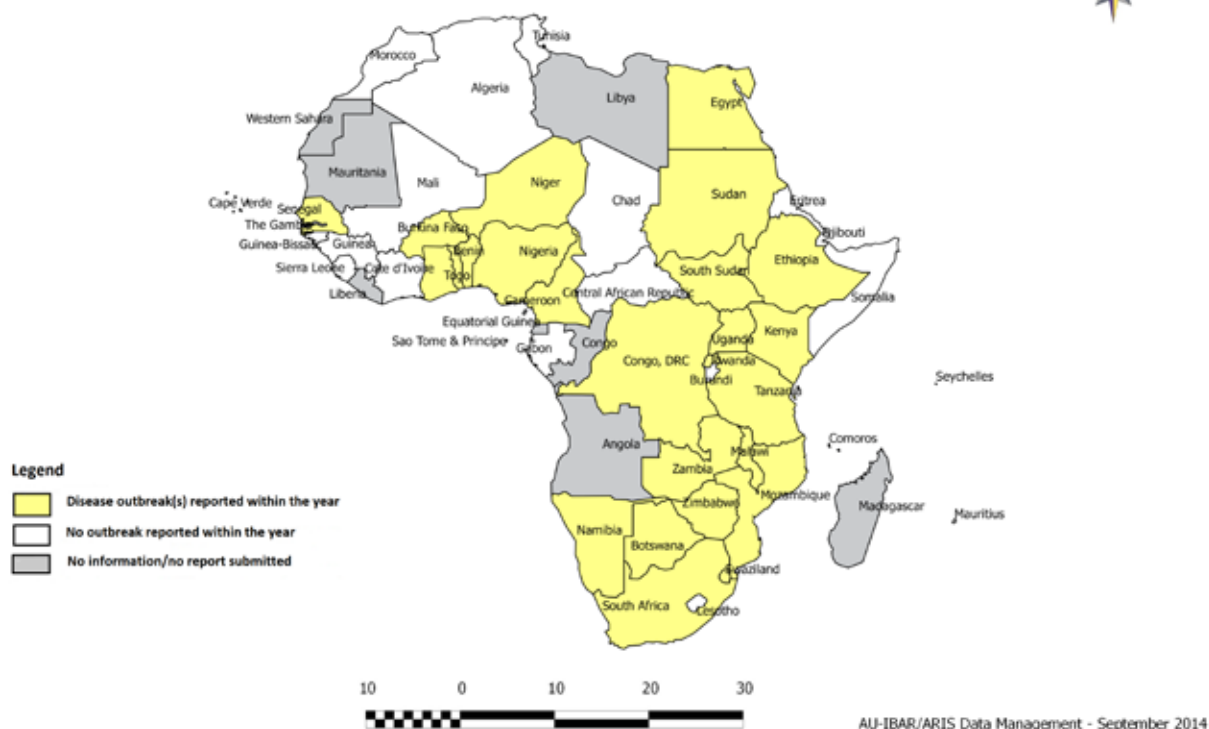 Tunisia
Morocco
Algeria
Libya
Egypt
Western Sahara
Mauritania
Mali
Niger
Chad
Sudan
Eritrea
Cape Verde
Senegal
The Gambia
Burkina Faso
Djibouti
Guinea-Bissau
Guinea
Benin
Nigeria
Ethiopia
Sierra Leone
Cote d'Ivoire
Togo
South Sudan
Liberia
Cameroon
Central African Republic
Somalia
Equatorial Guinea
Sao Tome & Principe
Gabon
Congo
Congo, DRC
Uganda
Kenya
Rwanda
Burundi
Tanzania
Seychelles
Angola
Malawi
Comoros
Zambia
Mozambique
Zimbabwe
Madagascar
Mauritius
Namibia
Botswana
Swaziland
South Africa
Lesotho
Legend
Disease outbreak(s) reported within the year
No outbreak reported within the year
No information/no report submitted
10 0 10 20 30
AU-IBAR/ARIS Data Management - September 2014